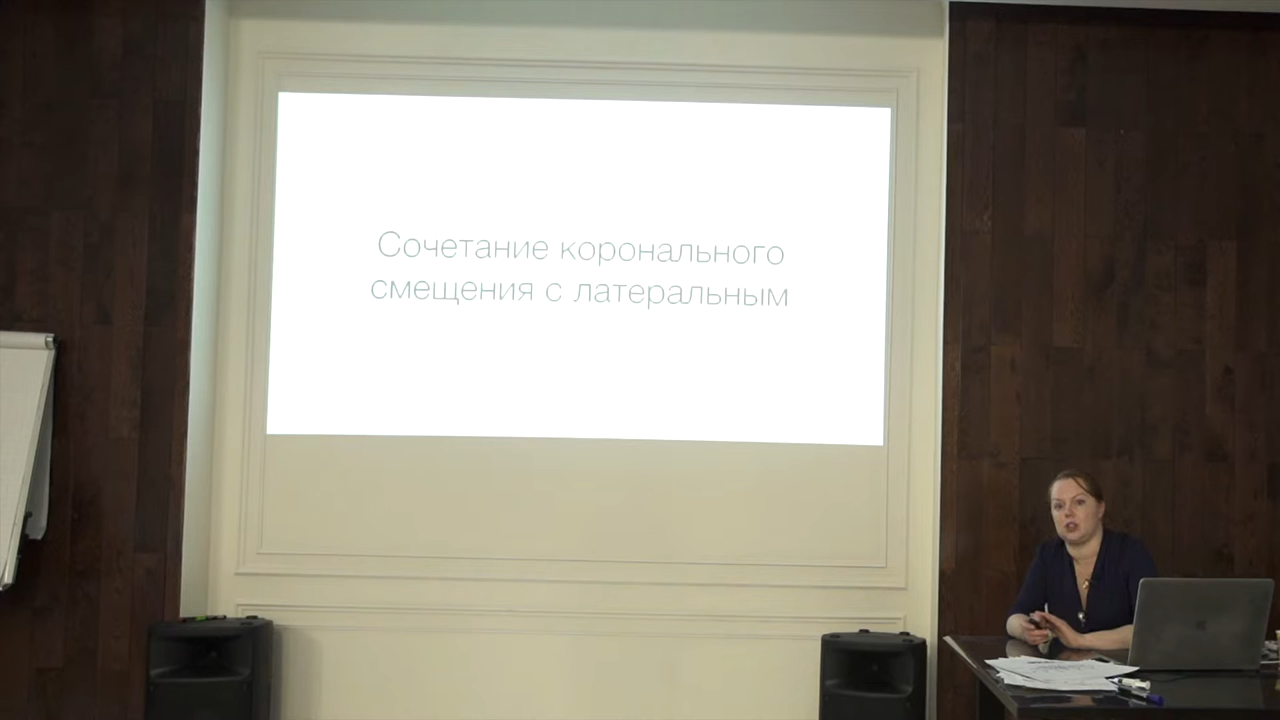 Сочетание коронального
смещения с латеральным